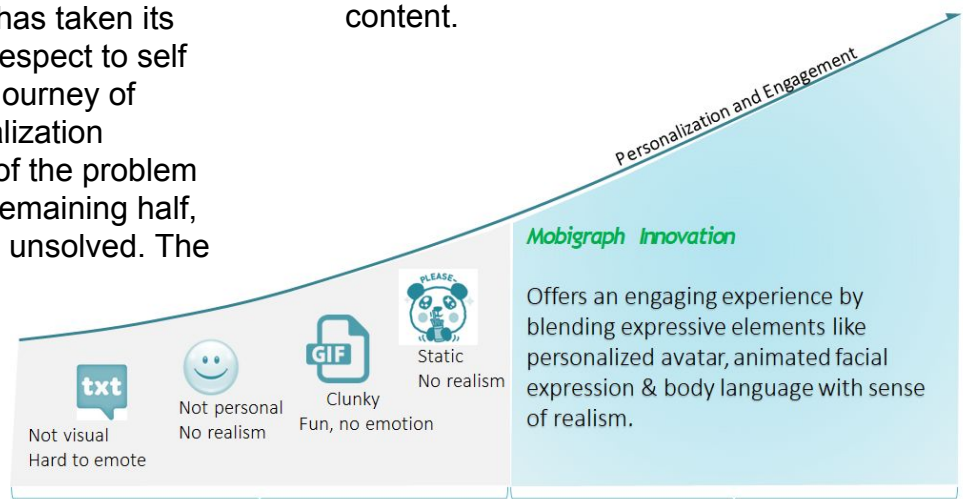 has taken its
espect to self
ourney of
alization
of the problem
emaining half,
unsolved. The
content.
Personalization and Engagement
PLEASE~
txt
GIF
Not visual
Hard to emote
Not personal
No realism
Clunky
Fun, no emotion
Static
No realism
Mobigraph Innovation
Offers an engaging experience by
blending expressive elements like
personalized avatar, animated facial
expression & body language with sense
of realism.